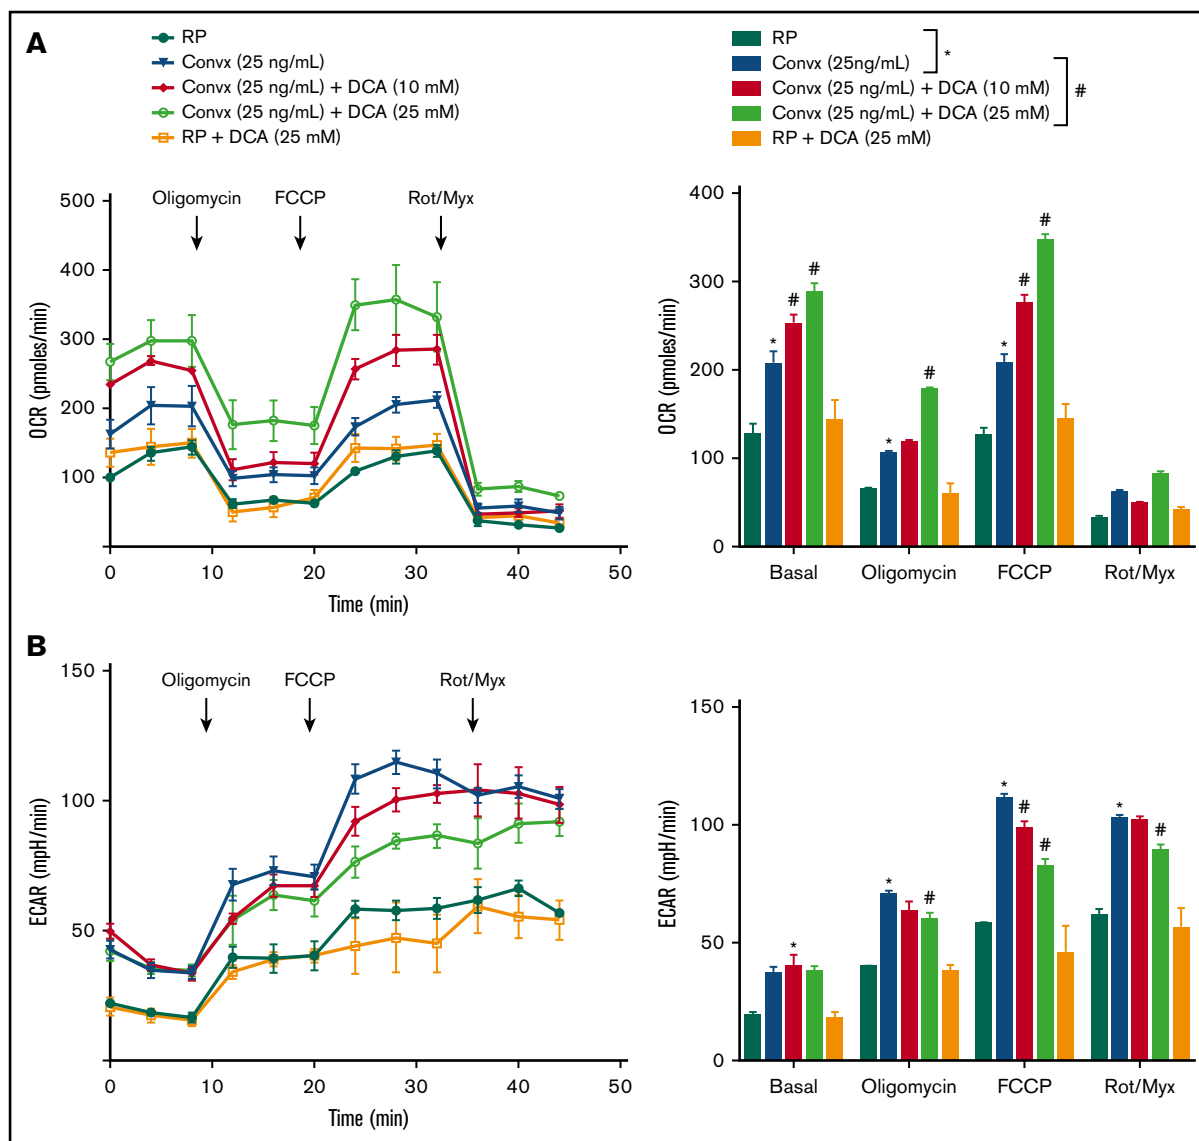 A
RP
Convx (25 ng/mL)
Convx (25 ng/mL) + DCA (10 mM)
Convx (25 ng/mL) + DCA (25 mM)
RP + DCA (25 mM)
RP
Convx (25ng/mL)
Convx (25 ng/mL) + DCA (10 mM)
Convx (25 ng/mL) + DCA (25 mM)
RP + DCA (25 mM)
*
#
OCR (pmoles/min)
500
400
300
200
100
Oligomycin
FCCP
Rot/Myx
0
10
20
30
40
50
Time (min)
OCR (pmoles/min)
400
300
200
100
0
*
#
#
*
#
*
#
#
Basal
Oligomycin
FCCP
Rot/Myx
B
ECAR (mpH/min)
150
100
50
Oligomycin
FCCP
Rot/Myx
0
10
20
30
40
50
Time (min)
ECAR (mpH/min)
150
100
50
0
*
*
#
*
#
#
*
#
Basal
Oligomycin
FCCP
Rot/Myx